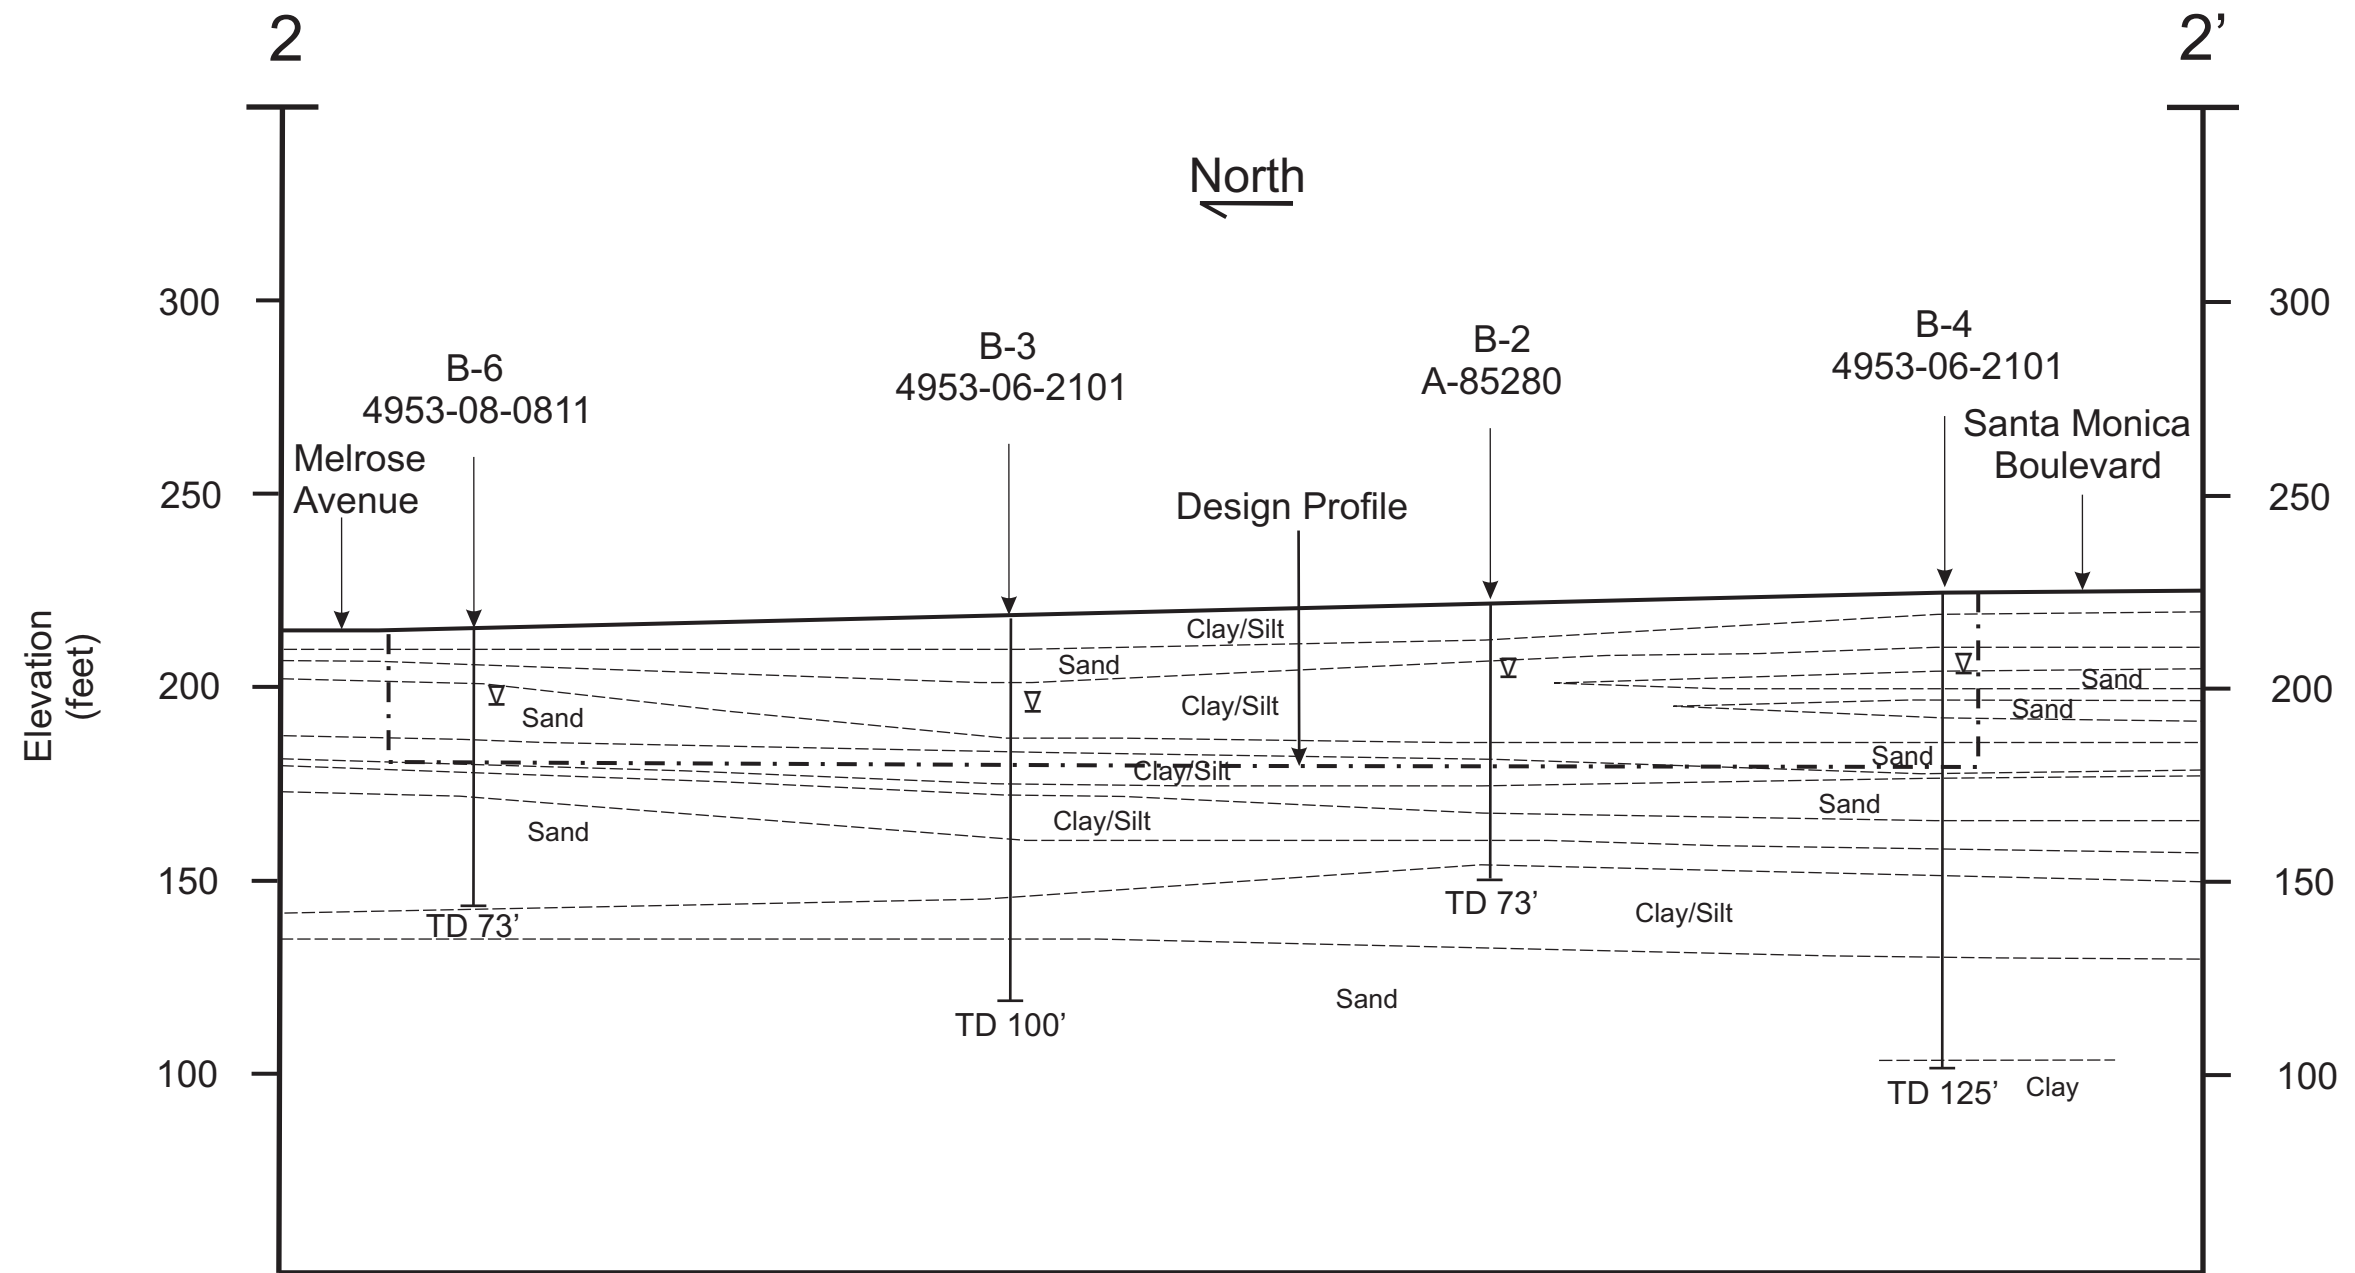 2
2’
North
300
300
B-6
4953-08-0811
B-3
4953-06-2101
B-2
A-85280
B-4
4953-06-2101
Melrose
Avenue
Design Profile
Santa Monica
Boulevard
250
250
Elevation
(feet)
Clay/Silt
Sand
Sand
200
200
Clay/Silt
Sand
Sand
Sand
Clay/Silt
Sand
Clay/Silt
Sand
150
150
TD 73’
TD 73’
Clay/Silt
Sand
TD 100’
100
100
TD 125’
Clay